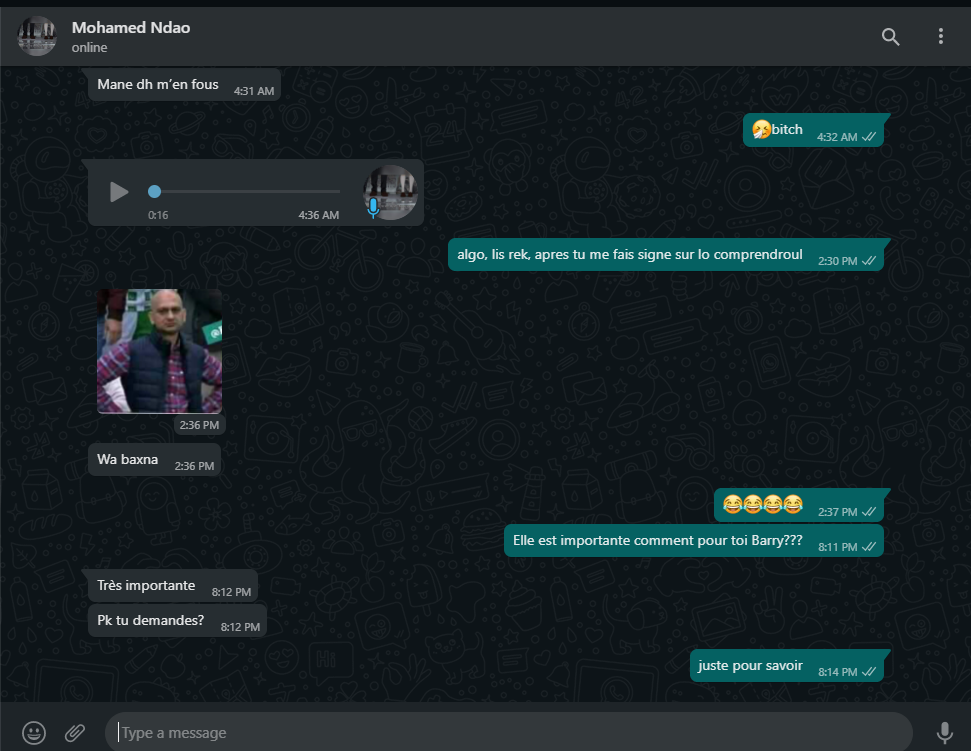 Mohamed Ndao
online
Mane dh m'en fous 4:31 AM
🤧bitch 4:32 AM
0:16 4:36 AM
algo, lis rek, apres tu me fais signe sur lo comprendroul 2:30 PM
2:36 PM
Wa baxna 2:36 PM
😂😂😂😂 2:37 PM
Elle est importante comment pour toi Barry??? 8:11 PM
Très importante 8:12 PM
Pk tu demandes? 8:12 PM
juste pour savoir 8:14 PM
Type a message